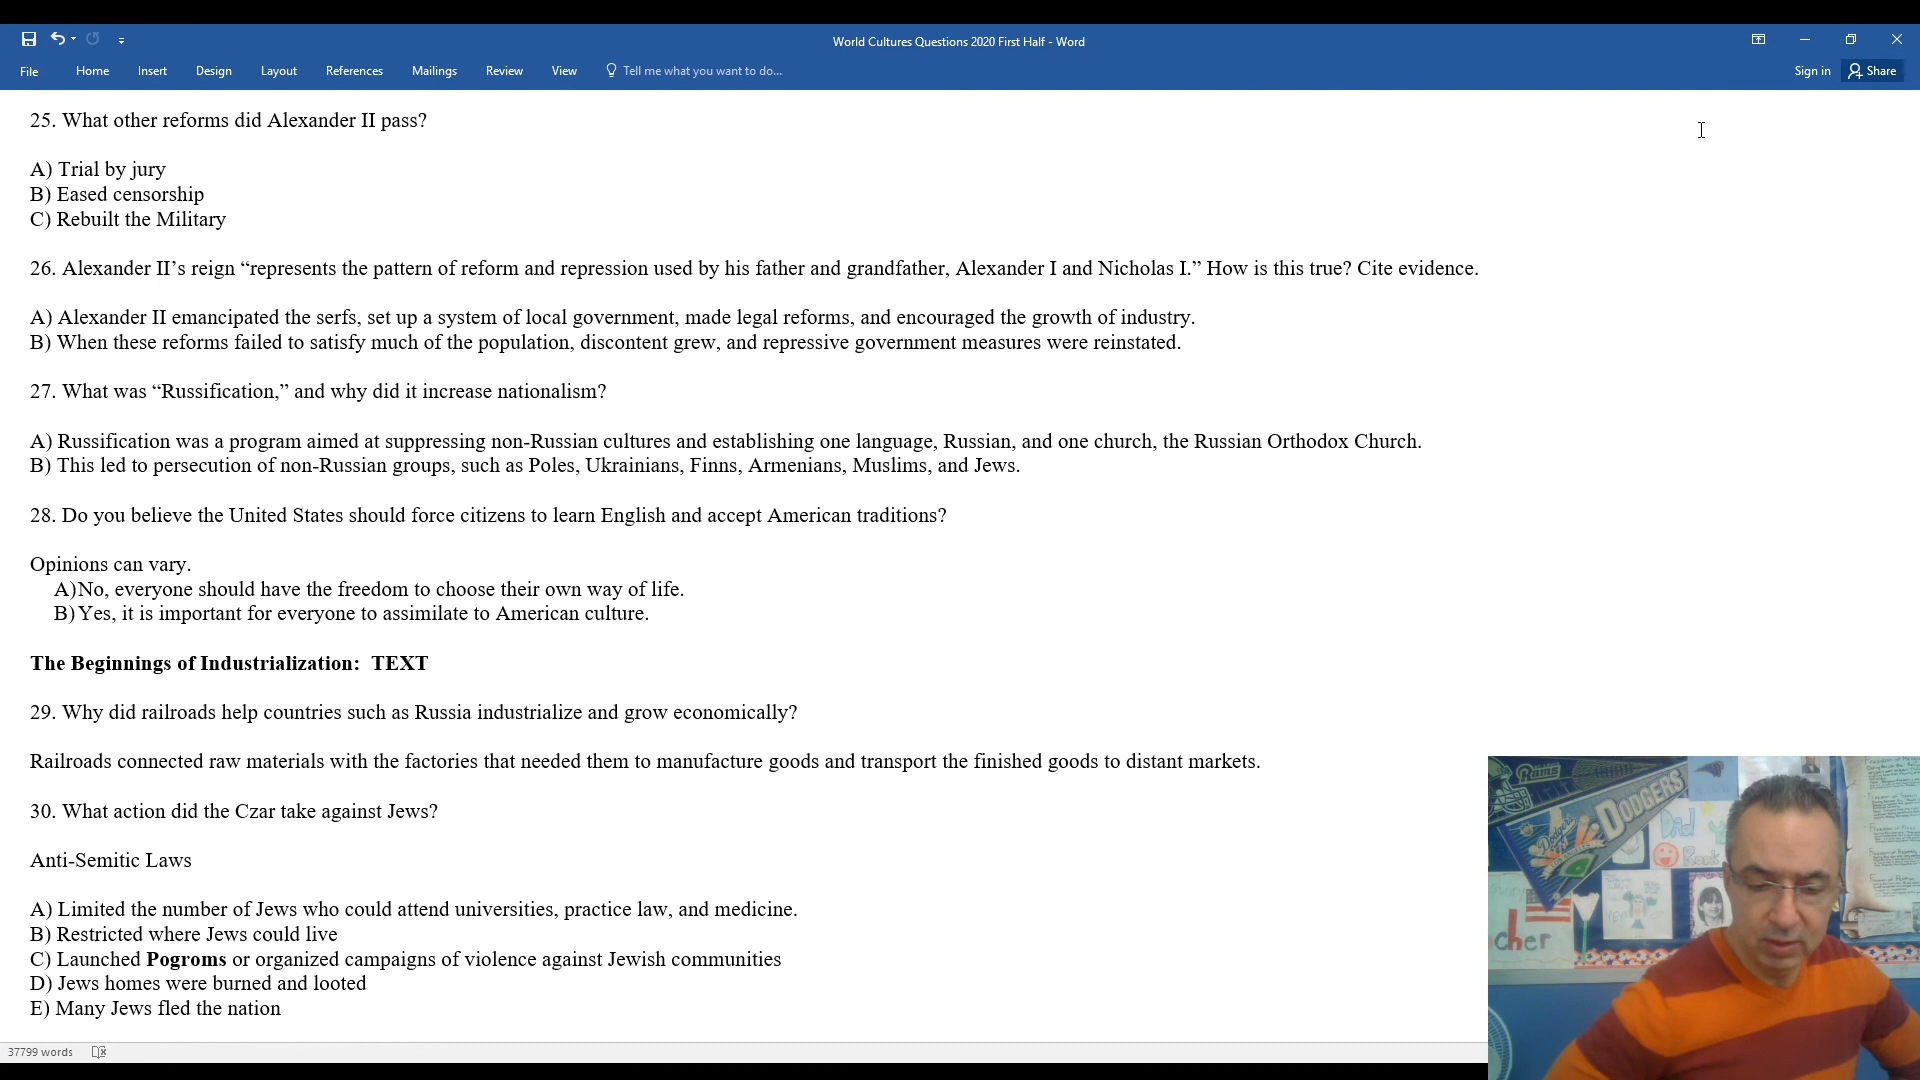 World Cultures Questions 2020 First Half - Word
File Home Insert Design Layout References Mailings Review View Tell me what you want to do... Sign in Share
25. What other reforms did Alexander II pass?
A) Trial by jury
B) Eased censorship
C) Rebuilt the Military
26. Alexander II’s reign “represents the pattern of reform and repression used by his father and grandfather, Alexander I and Nicholas I.” How is this true? Cite evidence.
A) Alexander II emancipated the serfs, set up a system of local government, made legal reforms, and encouraged the growth of industry.
B) When these reforms failed to satisfy much of the population, discontent grew, and repressive government measures were reinstated.
27. What was “Russification,” and why did it increase nationalism?
A) Russification was a program aimed at suppressing non-Russian cultures and establishing one language, Russian, and one church, the Russian Orthodox Church.
B) This led to persecution of non-Russian groups, such as Poles, Ukrainians, Finns, Armenians, Muslims, and Jews.
28. Do you believe the United States should force citizens to learn English and accept American traditions?
Opinions can vary.
A) No, everyone should have the freedom to choose their own way of life.
B) Yes, it is important for everyone to assimilate to American culture.
The Beginnings of Industrialization: TEXT
29. Why did railroads help countries such as Russia industrialize and grow economically?
Railroads connected raw materials with the factories that needed them to manufacture goods and transport the finished goods to distant markets.
30. What action did the Czar take against Jews?
Anti-Semitic Laws
A) Limited the number of Jews who could attend universities, practice law, and medicine.
B) Restricted where Jews could live
C) Launched Pogroms or organized campaigns of violence against Jewish communities
D) Jews homes were burned and looted
E) Many Jews fled the nation
37799 words
Rams
DODGERS
Dodgers
Dad
Rock
cher